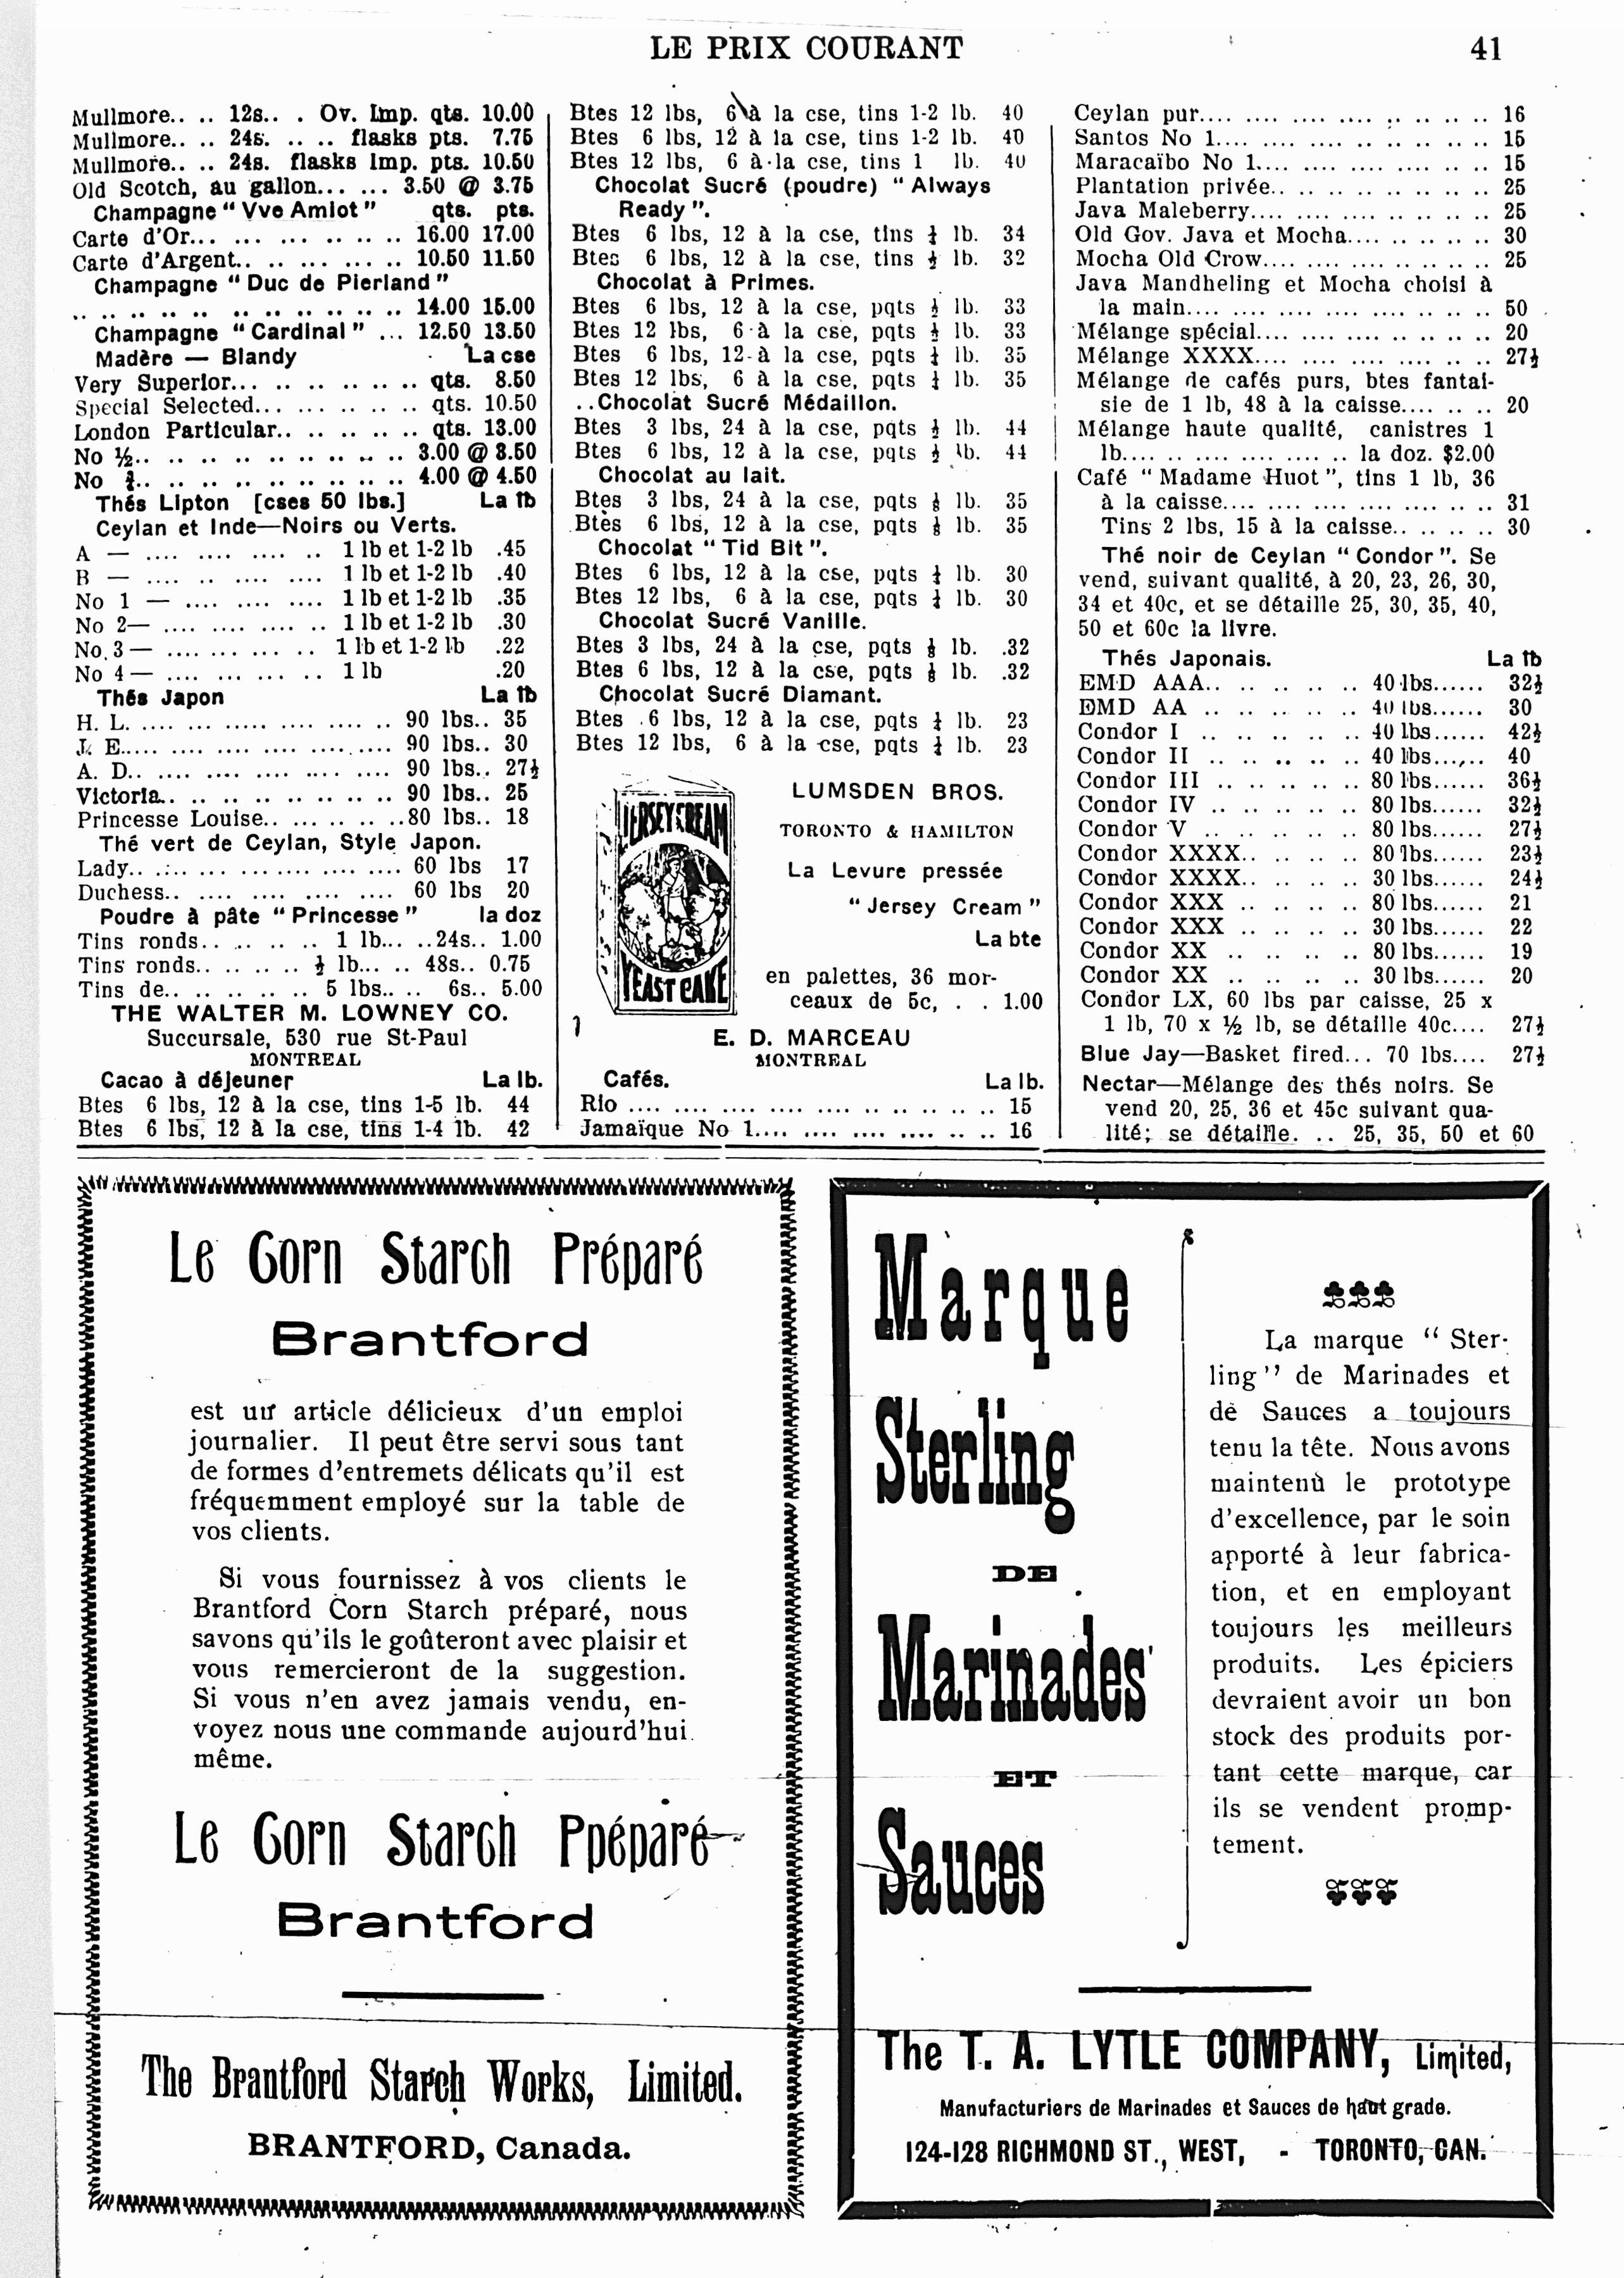 LE PRIX COURANT 41
Mullmore.. .. 12s.. . Ov. Imp. qts. 10.00
Mullmore.. .. 24s. .. .. flasks pts. 7.75
Mullmore.. .. 24s. flasks Imp. pts. 10.50
Old Scotch, au gallon... ... 3.50 @ 3.75
Champagne "Vve Amiot" qts. pts.
Carte d'Or... ... ... .. .. .. 16.00 17.00
Carte d'Argent.. .. ... .. .. 10.50 11.50
Champagne "Duc de Pierland"
.. .. .. .. .. .. .. .. .. .. .. 14.00 15.00
Champagne "Cardinal" ... 12.50 13.50
Madère — Blandy La cse
Very Superior... .. ... .. .. .. qts. 8.50
Special Selected... ... .. .. .. qts. 10.50
London Particular.. .. .. .. .. qts. 13.00
No ½.. .. .. .. .. .. .. .. .. .. 3.00 @ 3.50
No ¾.. .. .. .. .. .. .. .. .. .. 4.00 @ 4.50
Thés Lipton [cses 50 lbs.] La lb
Ceylan et Inde—Noirs ou Verts.
A — .... .... .... .. 1 lb et 1-2 lb .45
B — .... .. .... .... 1 lb et 1-2 lb .40
No 1 — .... .... .... 1 lb et 1-2 lb .35
No 2— .... .... .... .. 1 lb et 1-2 lb .30
No. 3— .... ... .. .. 1 lb et 1-2 lb .22
No 4— .... ... .. .. 1 lb .20
Thés Japon La lb
H. L. .... .... .... .... .... .. 90 lbs.. 35
J. E..... .... .... .... .... .... 90 lbs.. 30
A. D.. .... .... .... .... .... 90 lbs.. 27½
Victoria.. .. .. .. .. .. .. .. .. 90 lbs.. 25
Princesse Louise.. .. ... .. .. ..80 lbs.. 18
Thé vert de Ceylan, Style Japon.
Lady.. .... ... .... .... .... .... 60 lbs 17
Duchess.. .... .... .... .... 60 lbs 20
Poudre à pâte "Princesse" la doz
Tins ronds.. .. .. .. .. 1 lb... ..24s.. 1.00
Tins ronds.. .. .. .. ½ lb... .. 48s.. 0.75
Tins de.. .. .. .. .. .. 5 lbs.. .. 6s.. 5.00
THE WALTER M. LOWNEY CO.
Succursale, 530 rue St-Paul
MONTREAL
Cacao à déjeuner La lb.
Btes 6 lbs, 12 à la cse, tins 1-5 lb. 44
Btes 6 lbs, 12 à la cse, tins 1-4 lb. 42
Btes 12 lbs, 6 à la cse, tins 1-2 lb. 40
Btes 6 lbs, 12 à la cse, tins 1-2 lb. 40
Btes 12 lbs, 6 à la cse, tins 1 lb. 40
Chocolat Sucré (poudre) "Always
Ready".
Btes 6 lbs, 12 à la cse, tins ¼ lb. 34
Btes 6 lbs, 12 à la cse, tins ½ lb. 32
Chocolat à Primes.
Btes 6 lbs, 12 à la cse, pqts ½ lb. 33
Btes 12 lbs, 6 à la cse, pqts ½ lb. 33
Btes 6 lbs, 12 à la cse, pqts ¼ lb. 35
Btes 12 lbs, 6 à la cse, pqts ¼ lb. 35
..Chocolat Sucré Médaillon.
Btes 3 lbs, 24 à la cse, pqts ½ lb. 44
Btes 6 lbs, 12 à la cse, pqts ½ lb. 44
Chocolat au lait.
Btes 3 lbs, 24 à la cse, pqts ⅛ lb. 35
Btes 6 lbs, 12 à la cse, pqts ⅛ lb. 35
Chocolat "Tid Bit".
Btes 6 lbs, 12 à la cse, pqts ¼ lb. 30
Btes 12 lbs, 6 à la cse, pqts ¼ lb. 30
Chocolat Sucré Vanille.
Btes 3 lbs, 24 à la cse, pqts ⅛ lb. .32
Btes 6 lbs, 12 à la cse, pqts ⅛ lb. .32
Chocolat Sucré Diamant.
Btes 6 lbs, 12 à la cse, pqts ¼ lb. 23
Btes 12 lbs, 6 à la cse, pqts ¼ lb. 23
JERSEY CREAM
YEAST CAKE
LUMSDEN BROS.
TORONTO & HAMILTON
La Levure pressée
"Jersey Cream"
La bte
en palettes, 36 mor-
ceaux de 5c, . . 1.00
E. D. MARCEAU
MONTREAL
Cafés. La lb.
Rio .... .... .... .... .. .. .. .. .. 15
Jamaïque No 1.... .... .... .... .. .. 16
Ceylan pur.... .... .... .... .. .. .. .. 16
Santos No 1.... .... .... .. .. .. .. .. 15
Maracaïbo No 1.... .... .... .... .. .. 15
Plantation privée.. .. .. .. .. .. .. .. 25
Java Maleberry.... .... .... .. .. .. .. 25
Old Gov. Java et Mocha.... .. .. .. .. 30
Mocha Old Crow.... .... .... .. .. .. .. 25
Java Mandheling et Mocha choisi à
la main.... .... .... .... .. .. .. .. 50
Mélange spécial.... .... .... .. .. .. .. 20
Mélange XXXX.... .... .... .... .. .. 27½
Mélange de cafés purs, btes fantai-
sie de 1 lb, 48 à la caisse.... .. .. 20
Mélange haute qualité, canistres 1
lb.... .. .... .... .... .. la doz. $2.00
Café "Madame Huot", tins 1 lb, 36
à la caisse.... .... .... .... .. .. .. 31
Tins 2 lbs, 15 à la caisse.. .. .. .. 30
Thé noir de Ceylan "Condor". Se
vend, suivant qualité, à 20, 23, 26, 30,
34 et 40c, et se détaille 25, 30, 35, 40,
50 et 60c la livre.
Thés Japonais. La lb
EMD AAA.. .. .. .. .. 40 lbs...... 32½
EMD AA .. .. .. .. .. 40 lbs...... 30
Condor I .. .. .. .. .. 40 lbs...... 42½
Condor II .. .. .. .. .. 40 lbs...... 40
Condor III .. .. .. .. .. 80 lbs...... 36½
Condor IV .. .. .. .. .. 80 lbs...... 32½
Condor V .. .. .. .. .. 80 lbs...... 27½
Condor XXXX.. .. .. .. 80 lbs...... 23½
Condor XXXX.. .. .. .. 30 lbs...... 24½
Condor XXX .. .. .. .. 80 lbs...... 21
Condor XXX .. .. .. .. 30 lbs...... 22
Condor XX .. .. .. .. 80 lbs...... 19
Condor XX .. .. .. .. 30 lbs...... 20
Condor LX, 60 lbs par caisse, 25 x
1 lb, 70 x ½ lb, se détaille 40c.... 27½
Blue Jay—Basket fired... 70 lbs.... 27½
Nectar—Mélange des thés noirs. Se
vend 20, 25, 36 et 45c suivant qua-
lité; se détaille. .. 25, 35, 50 et 60
Le Corn Starch Préparé
Brantford
est un article délicieux d'un emploi
journalier. Il peut être servi sous tant
de formes d'entremets délicats qu'il est
fréquemment employé sur la table de
vos clients.
Si vous fournissez à vos clients le
Brantford Corn Starch préparé, nous
savons qu'ils le goûteront avec plaisir et
vous remercieront de la suggestion.
Si vous n'en avez jamais vendu, en-
voyez nous une commande aujourd'hui
même.
Le Corn Starch Ppéparé
Brantford
The Brantford Starch Works, Limited.
BRANTFORD, Canada.
Marque
Sterling
DE
Marinades
ET
Sauces
La marque "Ster-
ling" de Marinades et
de Sauces a toujours
tenu la tête. Nous avons
maintenu le prototype
d'excellence, par le soin
apporté à leur fabrica-
tion, et en employant
toujours les meilleurs
produits. Les épiciers
devraient avoir un bon
stock des produits por-
tant cette marque, car
ils se vendent promp-
tement.
The T. A. LYTLE COMPANY, Limited,
Manufacturiers de Marinades et Sauces de haut grade.
124-128 RICHMOND ST., WEST, - TORONTO, CAN.